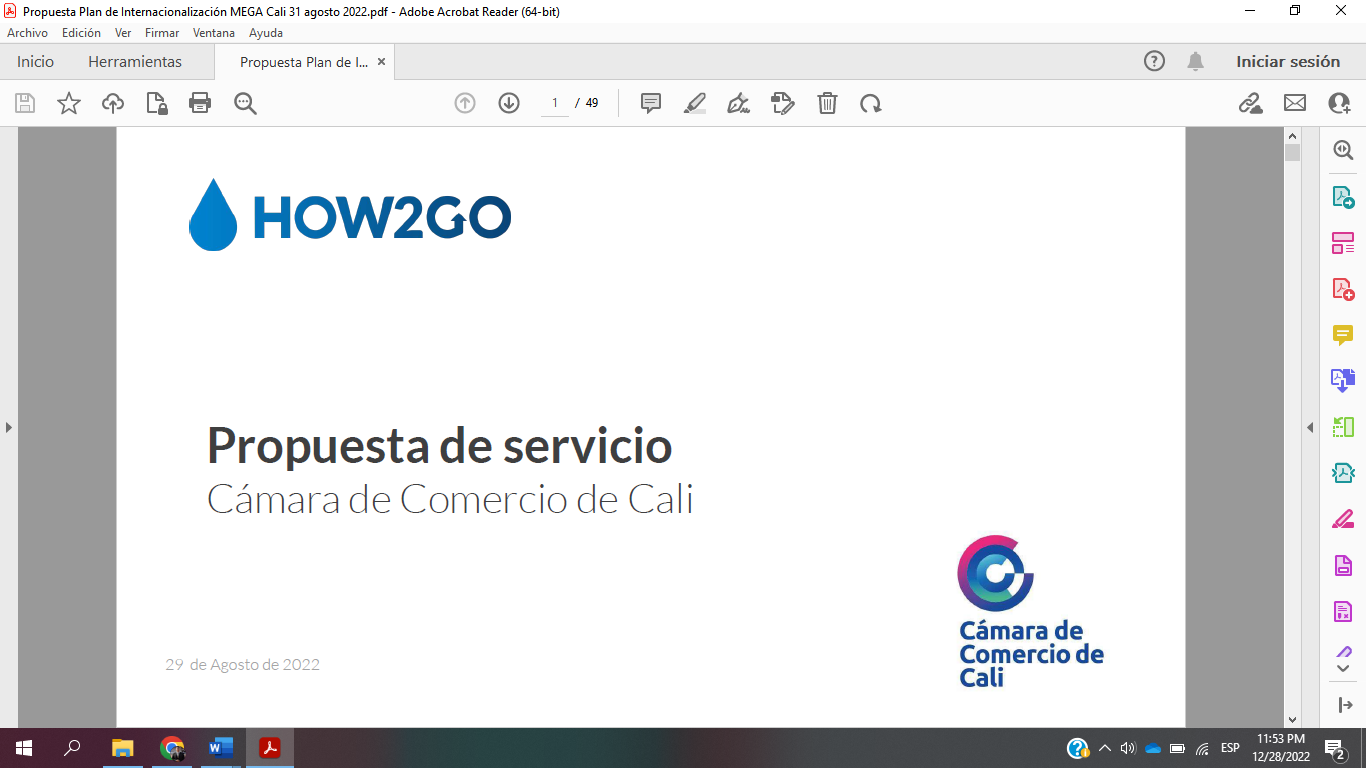 Propuesta Plan de Internacionalización MEGA Cali 31 agosto 2022.pdf - Adobe Acrobat Reader (64-bit)
Archivo Edición Ver Firmar Ventana Ayuda
Inicio Herramientas Propuesta Plan de I... Iniciar sesión
1 / 49
HOW2GO
Propuesta de servicio
Cámara de Comercio de Cali
Cámara de
Comercio de
Cali
29 de Agosto de 2022
ESP
11:53 PM
12/28/2022
2